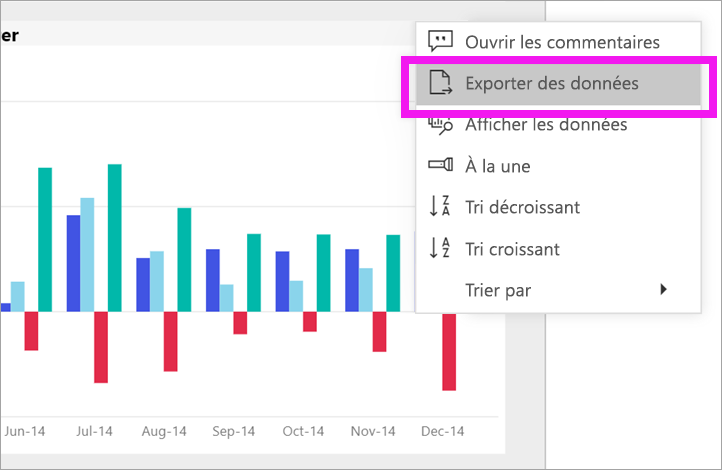 er
Ouvrir les commentaires
Exporter des données
Afficher les données
À la une
Tri décroissant
Tri croissant
Trier par
Jun-14 Jul-14 Aug-14 Sep-14 Oct-14 Nov-14 Dec-14